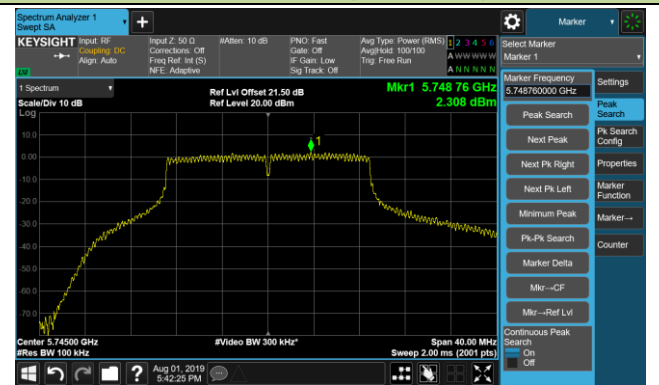 Spectrum Analyzer 1
Swept SA
+
Marker
KEYSIGHT
Input: RF
Coupling: DC
Align: Auto
Input Z: 50 Ω
Corrections: Off
Freq Ref: Int (S)
NFE: Adaptive
#Atten: 10 dB
PNO: Fast
Gate: Off
IF Gain: Low
Sig Track: Off
Avg Type: Power (RMS)
Avg|Hold: 100/100
Trig: Free Run
1 2 3 4 5 6
A W W W W W
A N N N N N
LVI
1 Spectrum
Scale/Div 10 dB
Log
Ref Lvl Offset 21.50 dB
Ref Level 20.00 dBm
Mkr1 5.748 76 GHz
2.308 dBm
1
10.0
0.00
-10.0
-20.0
-30.0
-40.0
-50.0
-60.0
-70.0
Center 5.74500 GHz
#Res BW 100 kHz
#Video BW 300 kHz*
Span 40.00 MHz
Sweep 2.00 ms (2001 pts)
Aug 01, 2019
5:42:25 PM
?
Select Marker
Marker 1
Marker Frequency
5.748760000 GHz
Peak Search
Next Peak
Next Pk Right
Next Pk Left
Minimum Peak
Pk-Pk Search
Marker Delta
Mkr→CF
Mkr→Ref Lvl
Continuous Peak
Search
On
Off
Settings
Peak
Search
Pk Search
Config
Properties
Marker
Function
Marker→
Counter